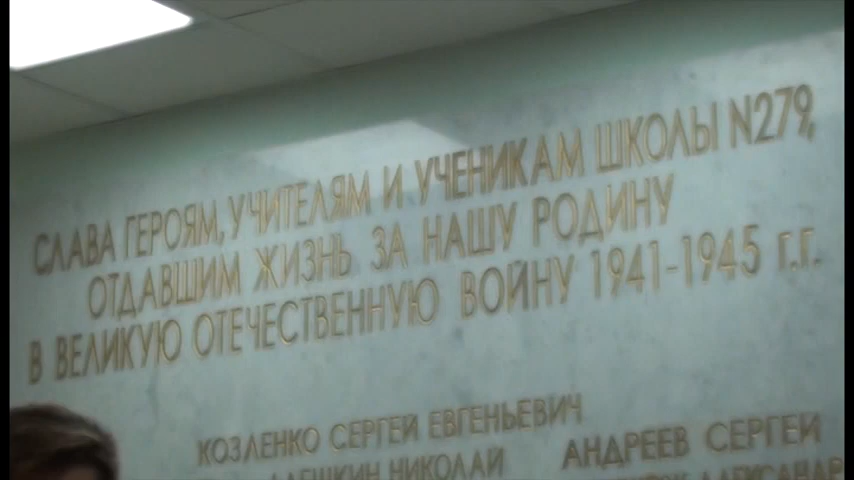 СЛАВА ГЕРОЯМ, УЧИТЕЛЯМ И УЧЕНИКАМ ШКОЛЫ N279,
ОТДАВШИМ ЖИЗНЬ ЗА НАШУ РОДИНУ
В ВЕЛИКУЮ ОТЕЧЕСТВЕННУЮ ВОЙНУ 1941-1945 г.г.
КОЗЛЕНКО СЕРГЕЙ ЕВГЕНЬЕВИЧ
АНДРЕЕВ СЕРГЕЙ
НИКОЛАЙ